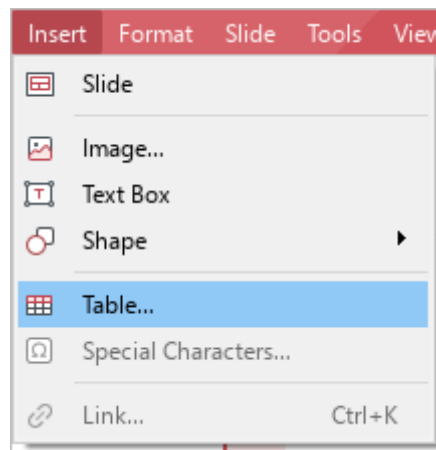 Insert Format Slide Tools View
Slide
Image...
Text Box
Shape
Table...
Special Characters...
Link... Ctrl+K